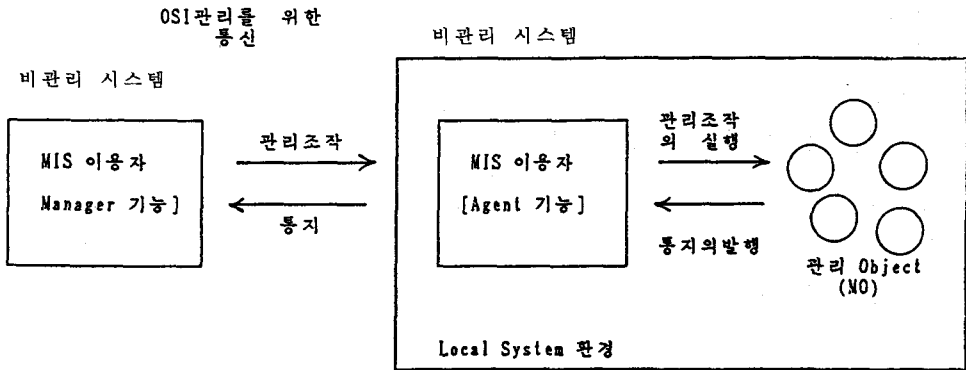 OSI관리를 위한
통신
비관리 시스템
비관리 시스템
MIS 이용자
Manager 기능]
관리조작
통지
MIS 이용자
[Agent 기능]
관리조작
의 실행
통지의발행
관리 Object
(MO)
Local System 환경